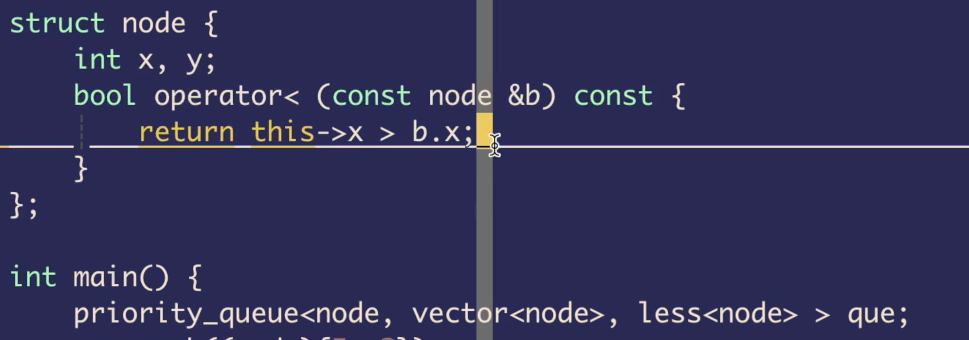 struct node {
    int x, y;
    bool operator< (const node &b) const {
        return this->x > b.x;
    }
};

int main() {
    priority_queue<node, vector<node>, less<node> > que;